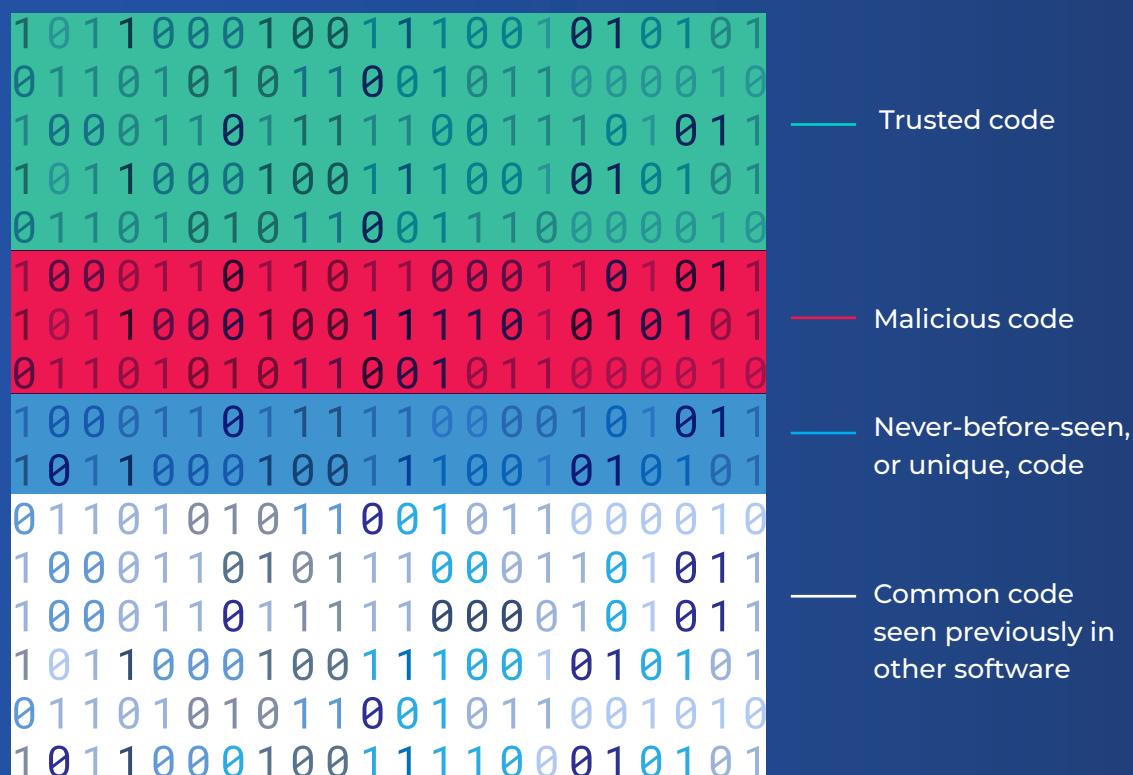 1011000100111001010101
0110101011001011000010
1000110111110011101011
1011000100111001010101
0110101011001110000010
1000110110110001101011
1011000100111101010101
0110101011001011000010
1000110111110000101011
1011000100111001010101
0110101011001011000010
1000110101110001101011
1000110111110000101011
1011000100111001010101
0110101011001011001010
1011000100111100010101
Trusted code
Malicious code
Never-before-seen,
or unique, code
Common code
seen previously in
other software